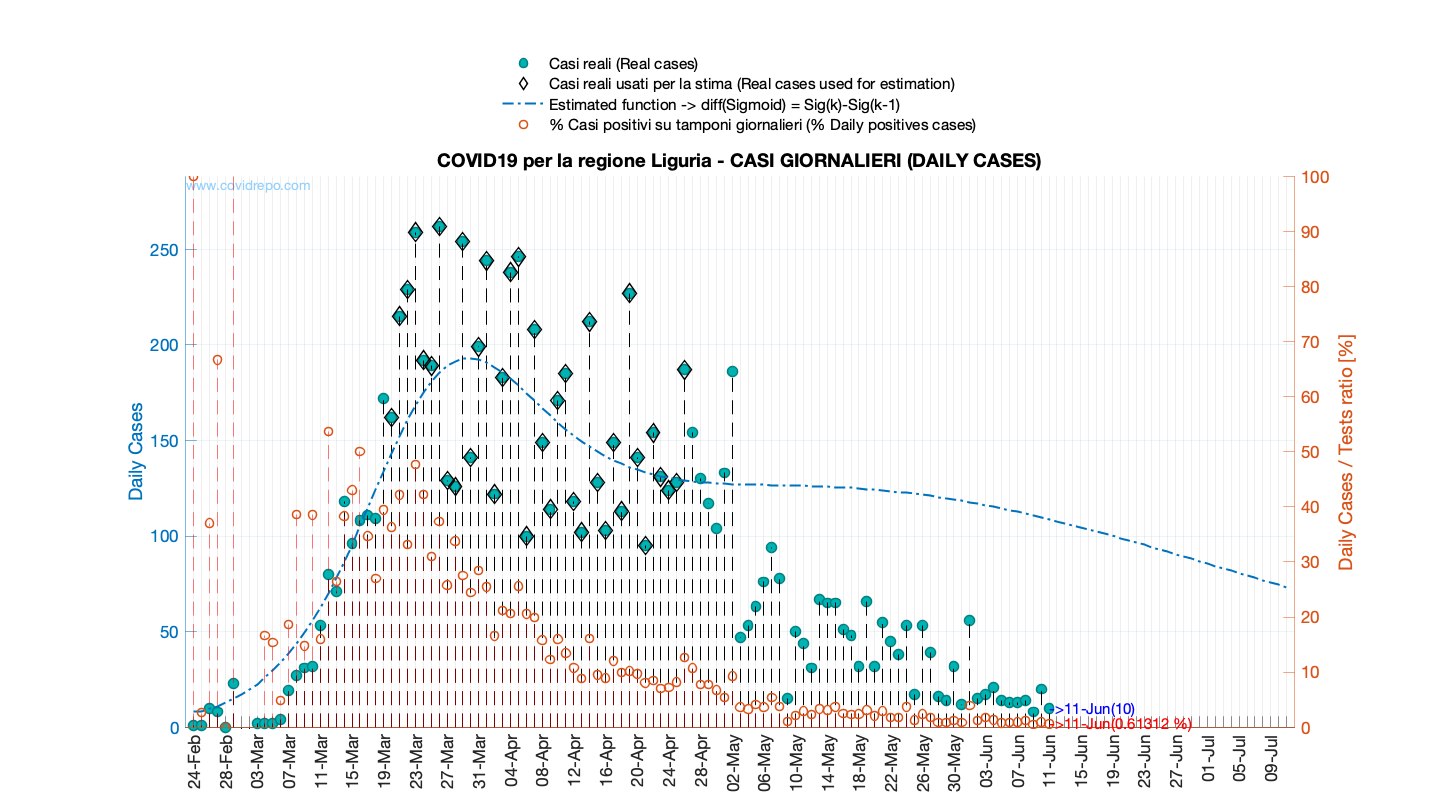 Casi reali (Real cases)
Casi reali usati per la stima (Real cases used for estimation)
Estimated function -> diff(Sigmoid) = Sig(k)-Sig(k-1)
% Casi positivi su tamponi giornalieri (% Daily positives cases)
COVID19 per la regione Liguria - CASI GIORNALIERI (DAILY CASES)
www.covidrepo.com
Daily Cases
250
200
150
100
50
0
100
90
80
70
60
50
40
30
20
10
0
Daily Cases / Tests ratio [%]
->11-Jun(10)
->11-Jun(0.61312 %)
24-Feb
28-Feb
03-Mar
07-Mar
11-Mar
15-Mar
19-Mar
23-Mar
27-Mar
31-Mar
04-Apr
08-Apr
12-Apr
16-Apr
20-Apr
24-Apr
28-Apr
02-May
06-May
10-May
14-May
18-May
22-May
26-May
30-May
03-Jun
07-Jun
11-Jun
15-Jun
19-Jun
23-Jun
27-Jun
01-Jul
05-Jul
09-Jul